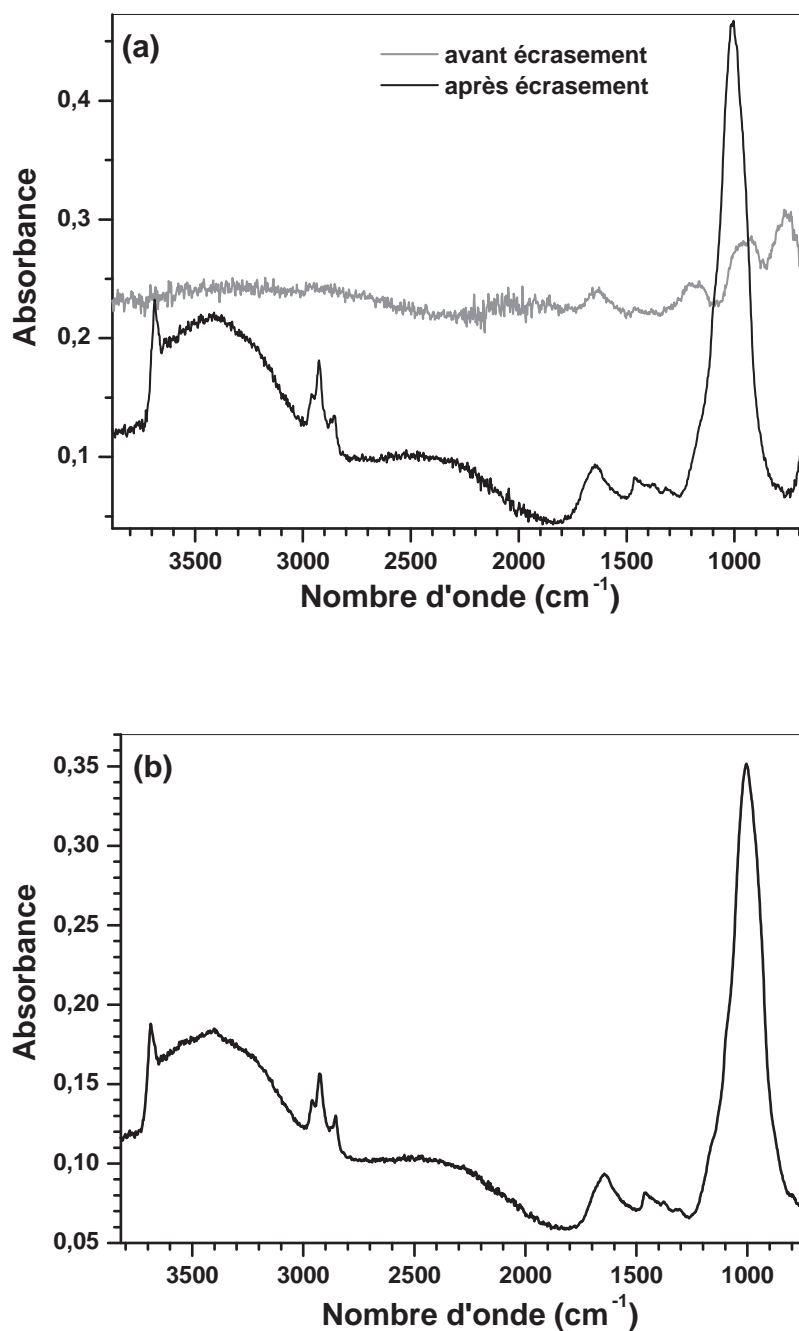 (a)
avant écrasement
après écrasement
Absorbance
0,4
0,3
0,2
0,1
3500 3000 2500 2000 1500 1000
Nombre d'onde (cm⁻¹)
(b)
Absorbance
0,35
0,30
0,25
0,20
0,15
0,10
0,05
3500 3000 2500 2000 1500 1000
Nombre d'onde (cm⁻¹)